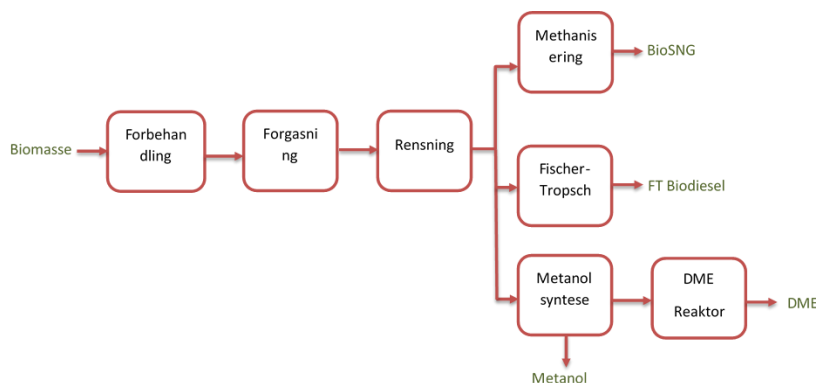 Methanis
ering
BioSNG
Biomasse
Forbehan
dling
Forgasni
ng
Rensning
Fischer-
Tropsch
FT Biodiesel
Metanol
syntese
DME
Reaktor
DME
Metanol